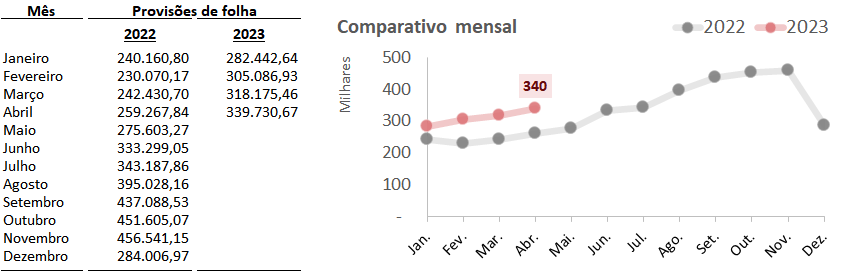 Mês Provisões de folha
2022 2023
Janeiro 240.160,80 282.442,64
Fevereiro 230.070,17 305.086,93
Março 242.430,70 318.175,46
Abril 259.267,84 339.730,67
Maio 275.603,27
Junho 333.299,05
Julho 343.187,86
Agosto 395.028,16
Setembro 437.088,53
Outubro 451.605,07
Novembro 456.541,15
Dezembro 284.006,97
Comparativo mensal
2022 2023
Milhares
500
400
300
200
100
-
340
Jan. Fev. Mar. Abr. Mai. Jun. Jul. Ago. Set. Out. Nov. Dez.